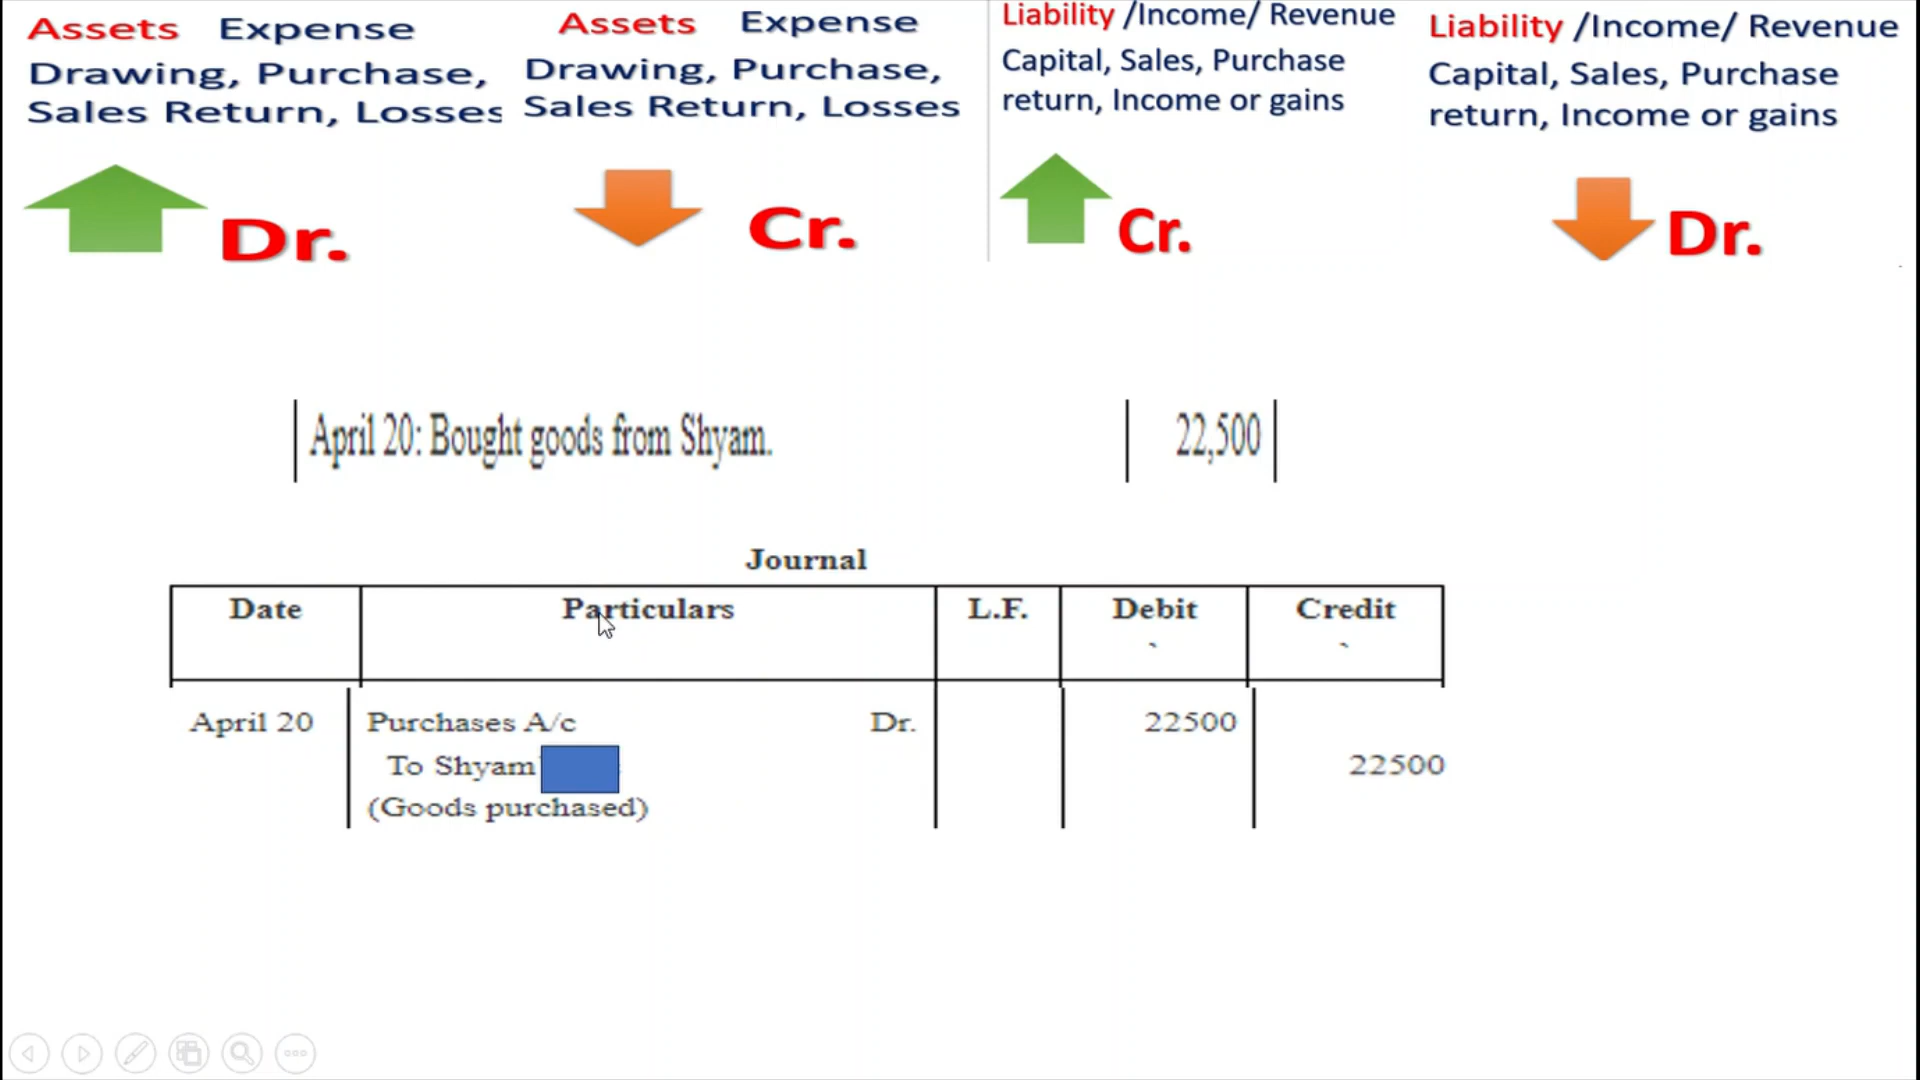 Assets Expense
Drawing, Purchase,
Sales Return, Losses
Dr.
Assets Expense
Drawing, Purchase,
Sales Return, Losses
Cr.
Liability /Income/ Revenue
Capital, Sales, Purchase
return, Income or gains
Cr.
Liability /Income/ Revenue
Capital, Sales, Purchase
return, Income or gains
Dr.
April 20: Bought goods from Shyam. 22,500
Journal
Date Particulars L.F. Debit Credit
` `
April 20 Purchases A/c Dr. 22500
To Shyam 22500
(Goods purchased)